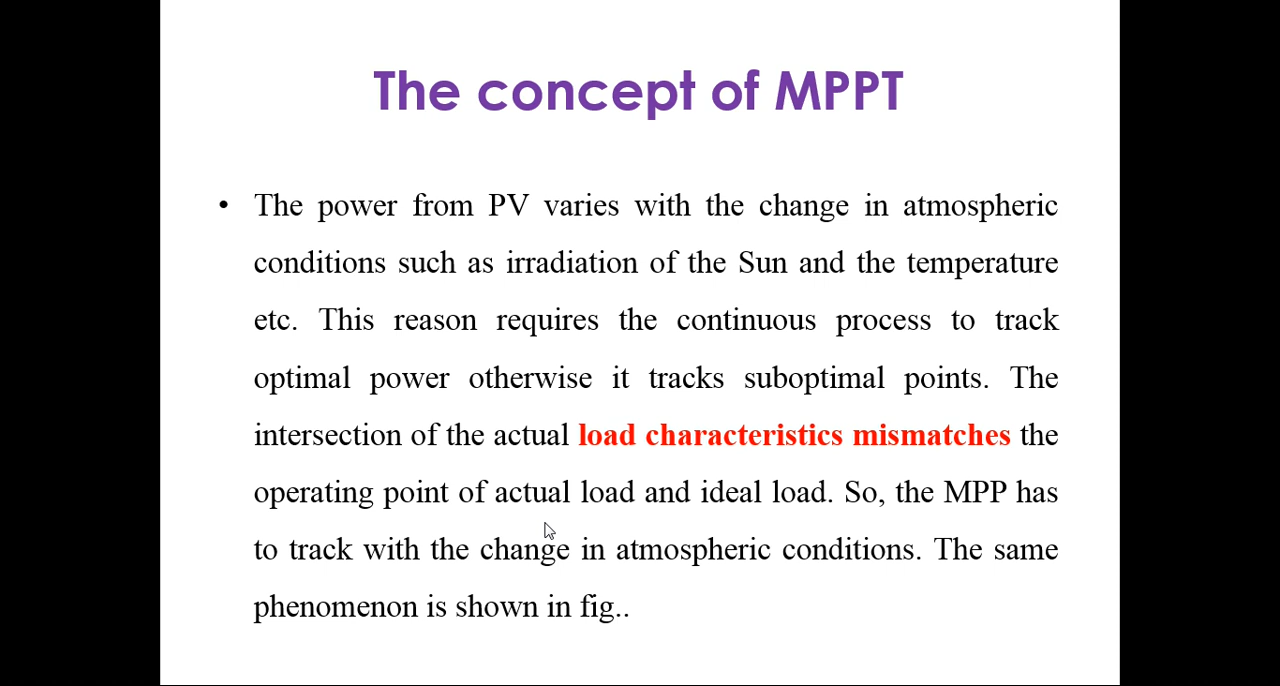 The concept of MPPT
• The power from PV varies with the change in atmospheric
conditions such as irradiation of the Sun and the temperature
etc. This reason requires the continuous process to track
optimal power otherwise it tracks suboptimal points. The
intersection of the actual load characteristics mismatches the
operating point of actual load and ideal load. So, the MPP has
to track with the change in atmospheric conditions. The same
phenomenon is shown in fig..